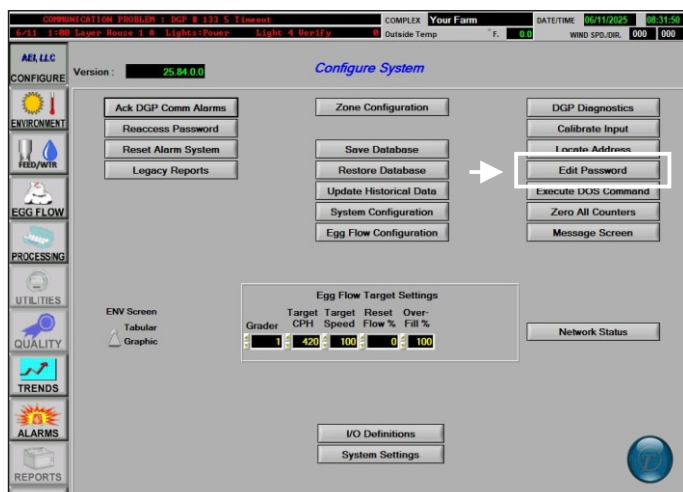 COMMUNICATION PROBLEM : DGP # 133 5 Timeout
COMPLEX Your Farm
DATE/TIME 06/11/2025 08:31:50
6/11 1:00 Layer House 1 A Lights:Power Light 4 Verify 0
Outside Temp °F. 0.0
WIND SPD./DIR. 000 000
AEI, LLC
CONFIGURE
Version : 25.84.0.0
Configure System
ENVIRONMENT
FEED/WTR
EGG FLOW
PROCESSING
UTILITIES
QUALITY
TRENDS
ALARMS
REPORTS
Ack DGP Comm Alarms
Reaccess Password
Reset Alarm System
Legacy Reports
Zone Configuration
Save Database
Restore Database
Update Historical Data
System Configuration
Egg Flow Configuration
DGP Diagnostics
Calibrate Input
Locate Address
Edit Password
Execute DOS Command
Zero All Counters
Message Screen
ENV Screen
Tabular
Graphic
Egg Flow Target Settings
Grader
Target CPH
Target Speed
Reset Flow %
Over-Fill %
1 420 100 0 100
Network Status
I/O Definitions
System Settings
T